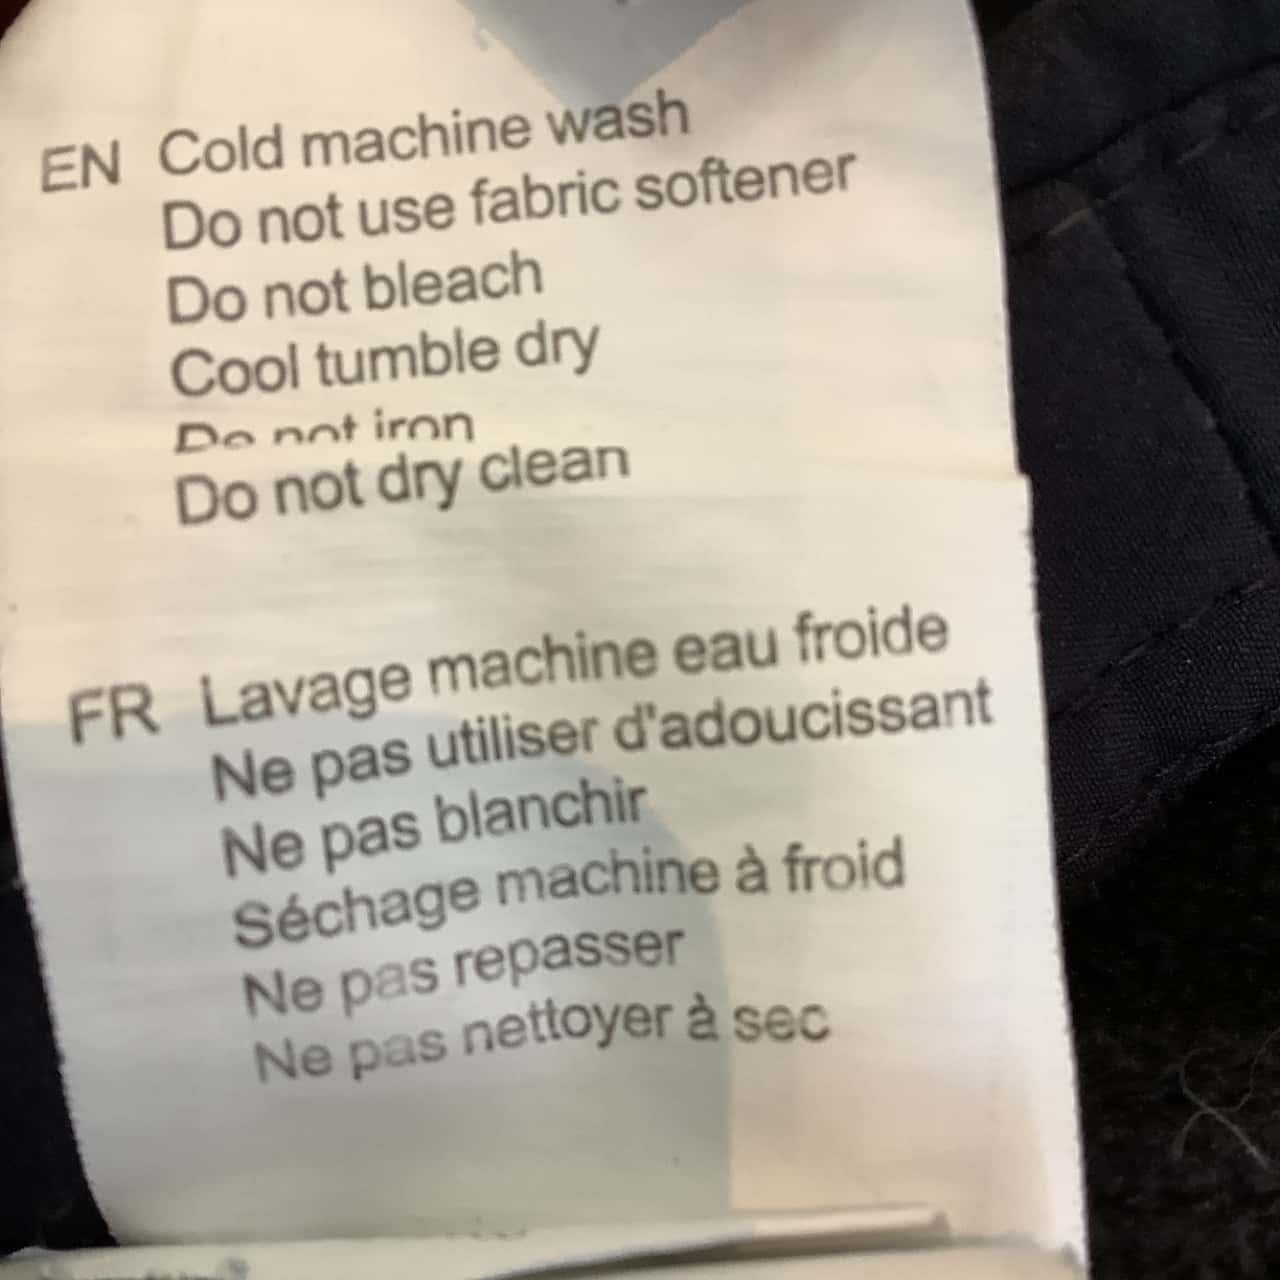 EN Cold machine wash
Do not use fabric softener
Do not bleach
Cool tumble dry
Do not iron
Do not dry clean
FR Lavage machine eau froide
Ne pas utiliser d'adoucissant
Ne pas blanchir
Séchage machine à froid
Ne pas repasser
Ne pas nettoyer à sec